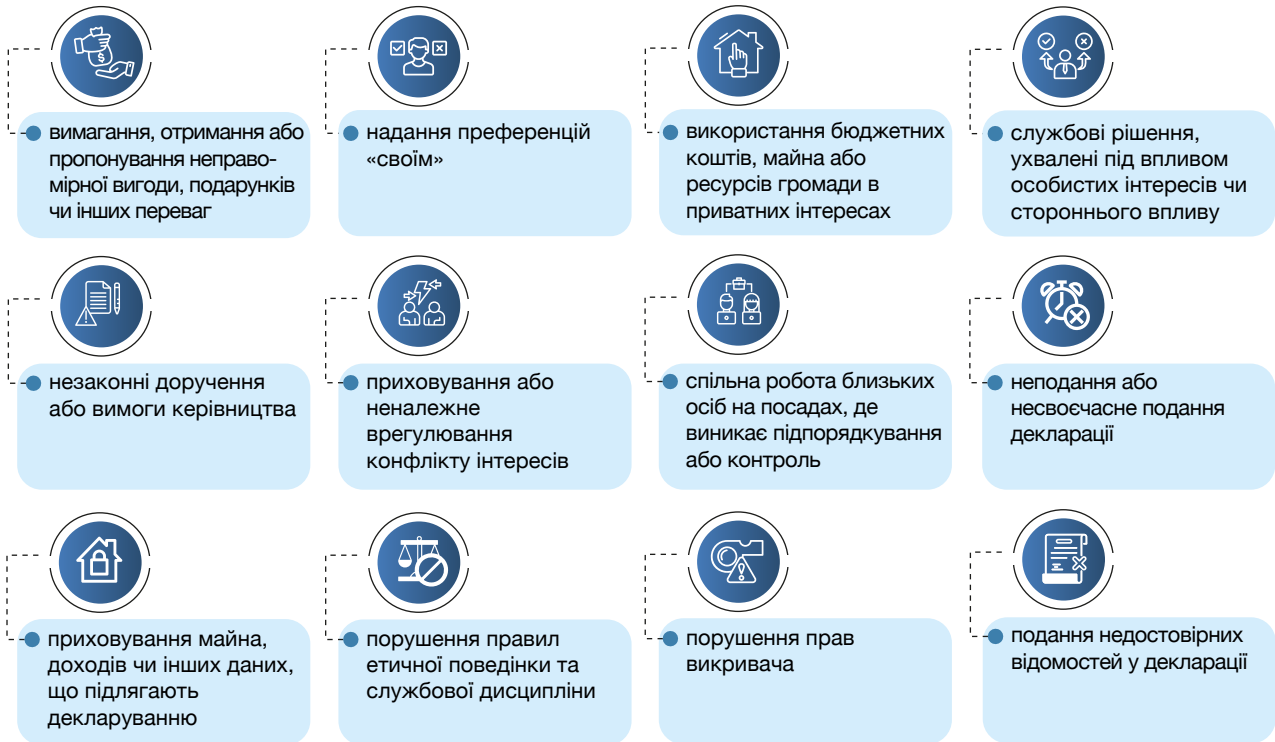 вимагання, отримання або
пропонування неправо-
мірної вигоди, подарунків
чи інших переваг
надання преференцій
«своїм»
використання бюджетних
коштів, майна або
ресурсів громади в
приватних інтересах
службові рішення,
ухвалені під впливом
особистих інтересів чи
стороннього впливу
незаконні доручення
або вимоги керівництва
приховування або
неналежне
врегулювання
конфлікту інтересів
спільна робота близьких
осіб на посадах, де
виникає підпорядкування
або контроль
неподання або
несвоєчасне подання
декларації
приховування майна,
доходів чи інших даних,
що підлягають
декларуванню
порушення правил
етичної поведінки та
службової дисципліни
порушення прав
викривача
подання недостовірних
відомостей у декларації